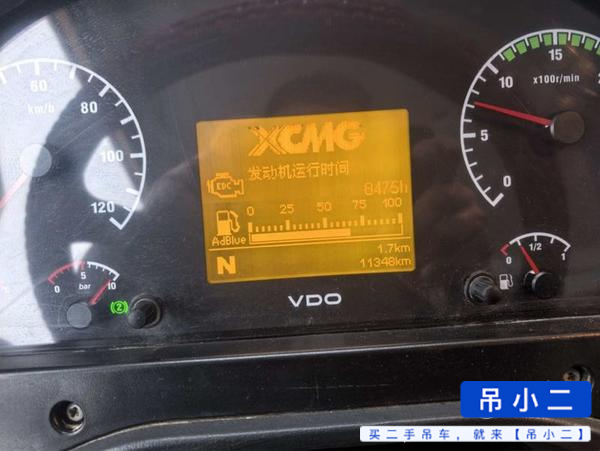 60
km/h
80
100
120
0
5
10
bar
XCMG
发动机运行时间
EDC
8475h
0 25 50 75 100
AdBlue
1.7km
N
11348km
VDO
10
15
x100r/min
5
0
0
1/2
1
吊小二
买二手吊车，就来【吊小二】